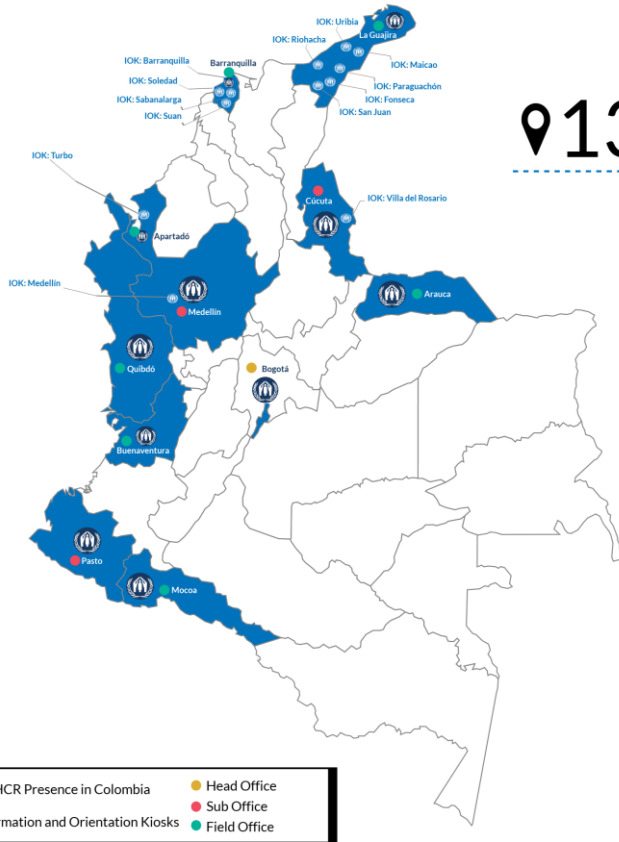 IOK: Uribia
La Guajira
IOK: Riohacha
IOK: Barranquilla
Barranquilla
IOK: Maicao
IOK: Soledad
IOK: Paraguachón
IOK: Sabanalarga
IOK: Fonseca
IOK: Suan
IOK: San Juan
13
IOK: Turbo
Cúcuta
IOK: Villa del Rosario
Apartadó
IOK: Medellín
Arauca
Medellín
Quibdó
Bogotá
Buenaventura
Pasto
Mocoa
HCR Presence in Colombia
Head Office
Sub Office
rmation and Orientation Kiosks
Field Office